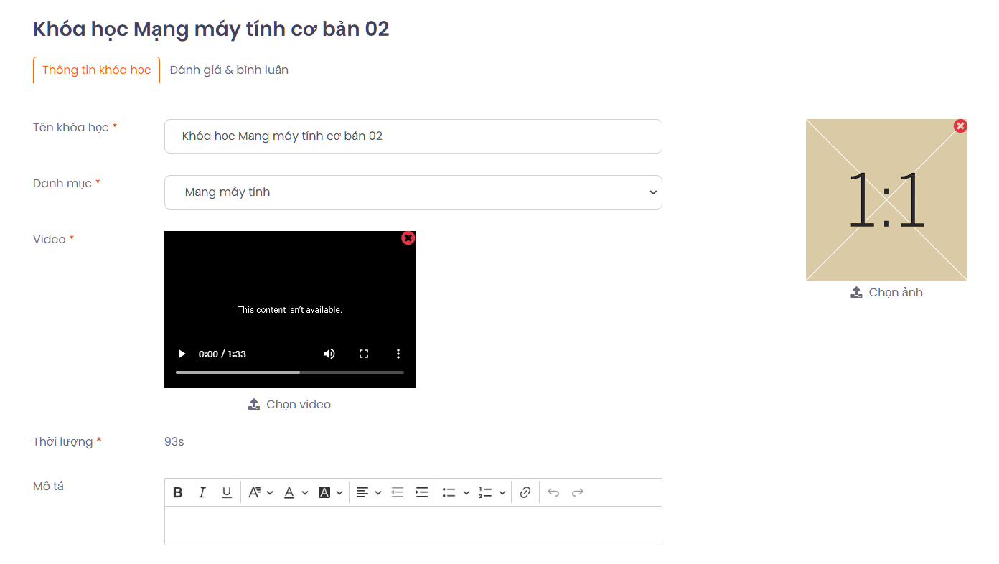 Khóa học Mạng máy tính cơ bản 02
Thông tin khóa học
Đánh giá & bình luận
Tên khóa học *
Khóa học Mạng máy tính cơ bản 02
Danh mục *
Mạng máy tính
1:1
Chọn ảnh
Video *
This content isn't available.
0:00 / 1:33
Chọn video
Thời lượng *
93s
Mô tả